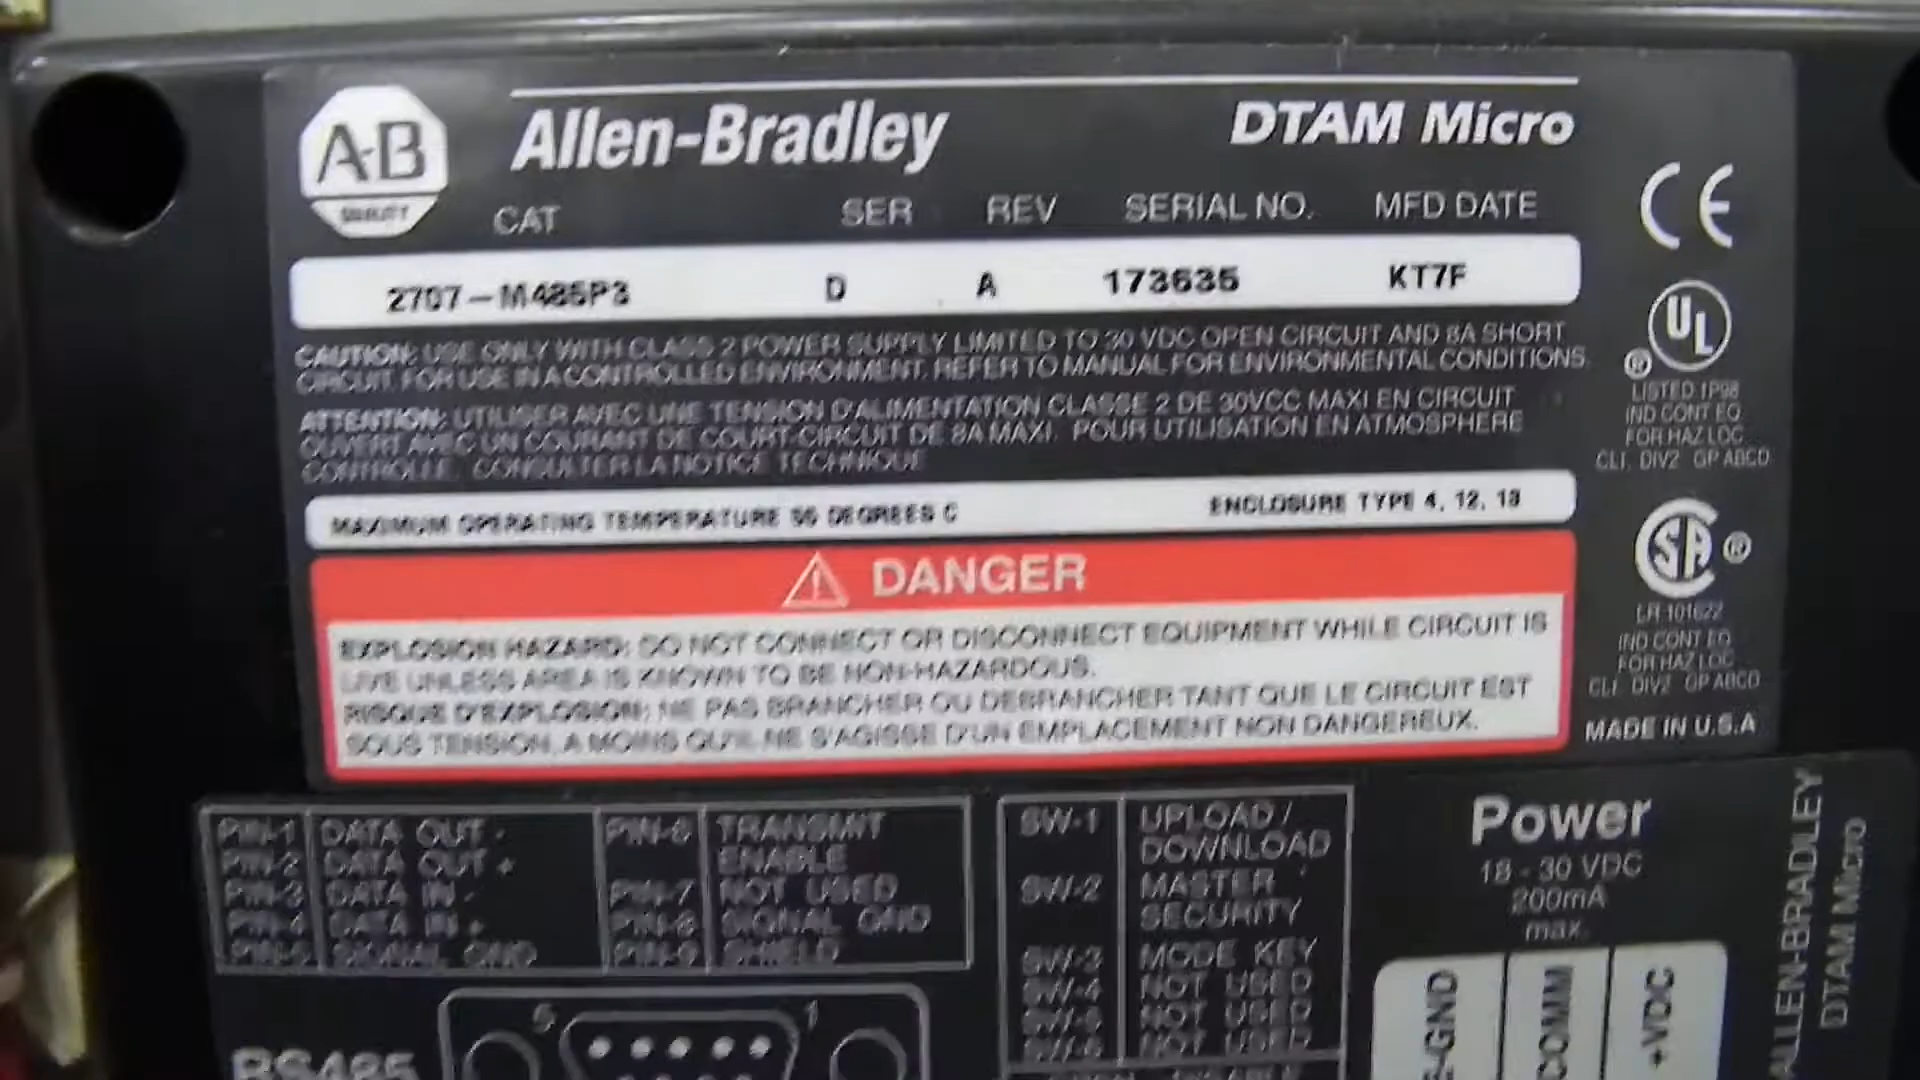 A-B
QUALITY
Allen-Bradley
DTAM Micro
CAT SER REV SERIAL NO. MFD DATE
2707-M485P3 D A 173635 KT7F
CAUTION: USE ONLY WITH CLASS 2 POWER SUPPLY LIMITED TO 30 VDC OPEN CIRCUIT AND 8A SHORT
CIRCUIT. FOR USE IN A CONTROLLED ENVIRONMENT. REFER TO MANUAL FOR ENVIRONMENTAL CONDITIONS.
ATTENTION: UTILISER AVEC UNE TENSION D'ALIMENTATION CLASSE 2 DE 30VCC MAXI EN CIRCUIT
OUVERT AVEC UN COURANT DE COURT-CIRCUIT DE 8A MAXI. POUR UTILISATION EN ATMOSPHERE
CONTROLLE. CONSULTER LA NOTICE TECHNIQUE
MAXIMUM OPERATING TEMPERATURE DEGREES C ENCLOSURE TYPE 4, 12, 13
DANGER
EXPLOSION HAZARD: DO NOT CONNECT OR DISCONNECT EQUIPMENT WHILE CIRCUIT IS
LIVE UNLESS AREA IS KNOWN TO BE NON-HAZARDOUS.
RISQUE D'EXPLOSION: NE PAS BRANCHER OU DEBRANCHER TANT QUE LE CIRCUIT EST
SOUS TENSION, A MOINS QU'IL NE S'AGISSE D'UN EMPLACEMENT NON DANGEREUX.
CE
UL ®
LISTED 1P98
IND CONT EQ
FOR HAZ LOC
CLI, DIV2 GP ABCD
SA ®
LR 101622
IND CONT EQ
FOR HAZ LOC
CLI DIV2 GP ABCD
MADE IN U.S.A
PIN-1 DATA OUT -
PIN-2 DATA OUT +
PIN-3 DATA IN -
PIN-4 DATA IN +
PIN-5 SIGNAL GND
PIN-6 TRANSMIT
ENABLE
PIN-7 NOT USED
PIN-8 SIGNAL GND
PIN-9 SHIELD
SW-1 UPLOAD /
DOWNLOAD
SW-2 MASTER
SECURITY
SW-3 MODE KEY
SW-4 NOT USED
SW-5 NOT USED
SW-6 NOT USED
Power
18 - 30 VDC
200mA
max.
E-GND
COMM
+VDC
ALLEN-BRADLEY
DTAM Micro
5 1
RS485